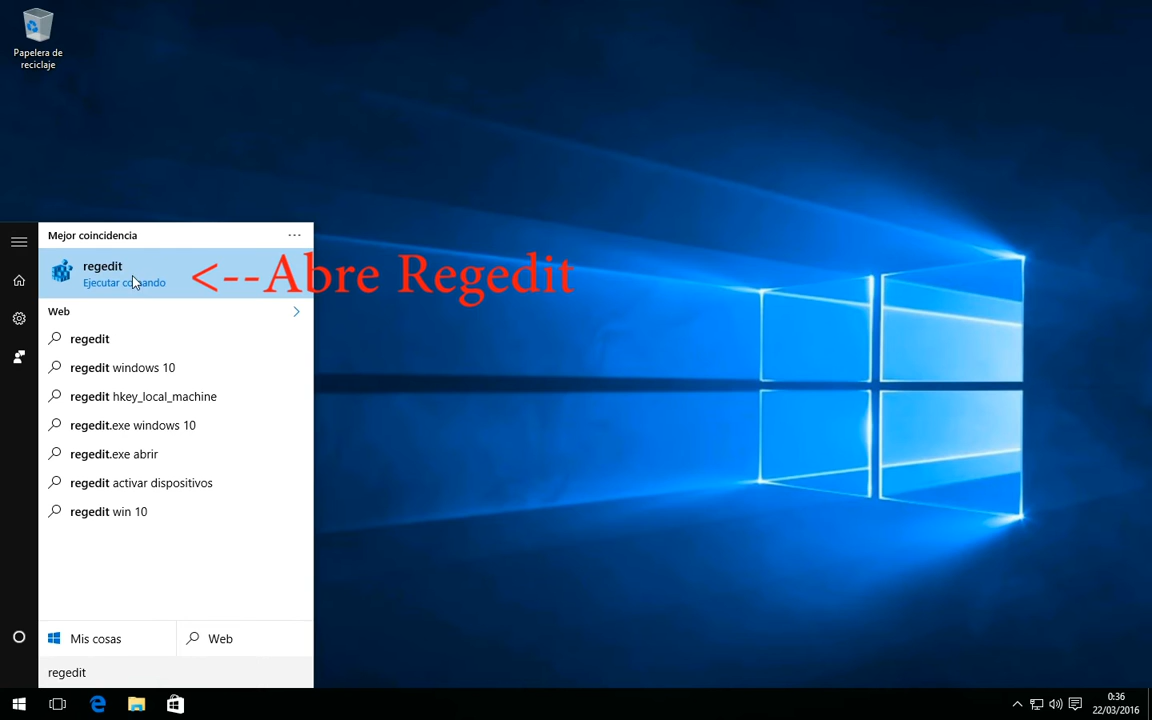 Papelera de
reciclaje
Mejor coincidencia
regedit
Ejecutar comando
<--Abre Regedit
Web
regedit
regedit windows 10
regedit hkey_local_machine
regedit.exe windows 10
regedit.exe abrir
regedit activar dispositivos
regedit win 10
Mis cosas
Web
regedit
0:36
22/03/2016